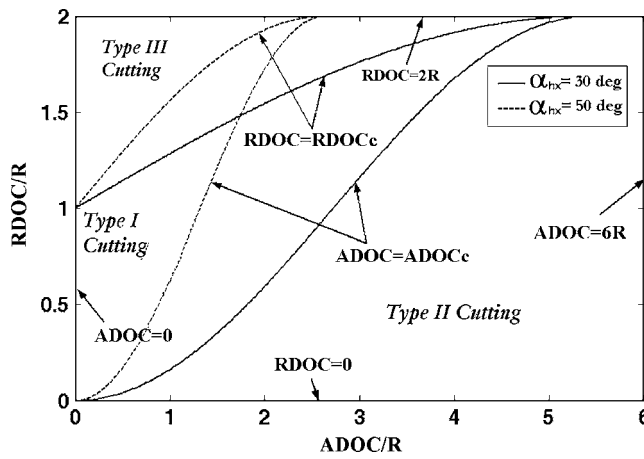 2
1.5
1
0.5
0
0
1
2
3
4
5
6
RDOC/R
ADOC/R
Type III
Cutting
RDOC=2R
αhx= 30 deg
αhx= 50 deg
RDOC=RDOCc
Type I
Cutting
ADOC=ADOCc
ADOC=6R
ADOC=0
Type II Cutting
RDOC=0